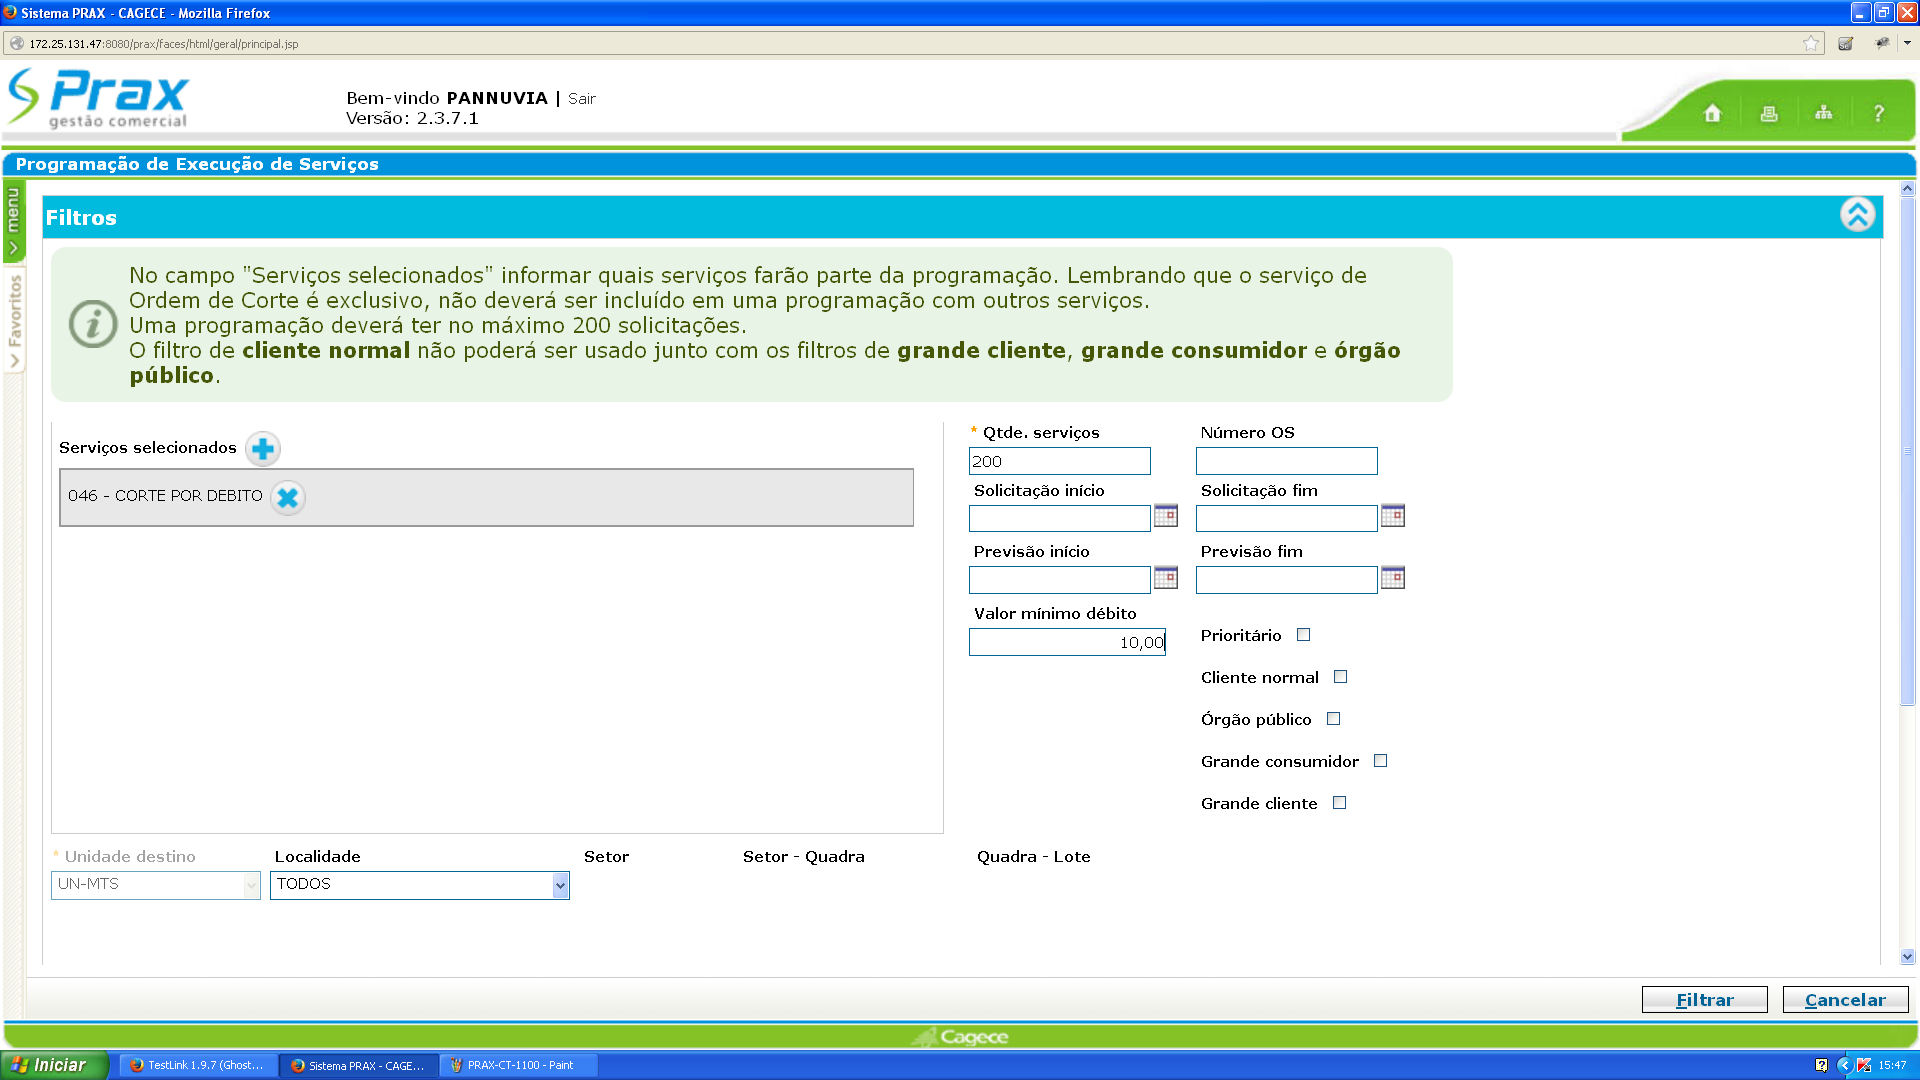 Sistema PRAX - CAGECE - Mozilla Firefox
172.25.131.47:8080/prax/faces/html/geral/principal.jsp
Prax
gestão comercial
Bem-vindo PANNUVIA | Sair
Versão: 2.3.7.1
?
Programação de Execução de Serviços
menu
Favoritos
Filtros
No campo "Serviços selecionados" informar quais serviços farão parte da programação. Lembrando que o serviço de
Ordem de Corte é exclusivo, não deverá ser incluído em uma programação com outros serviços.
Uma programação deverá ter no máximo 200 solicitações.
O filtro de cliente normal não poderá ser usado junto com os filtros de grande cliente, grande consumidor e órgão
público.
Serviços selecionados
046 - CORTE POR DEBITO
* Qtde. serviços
Número OS
200
Solicitação início
Solicitação fim
Previsão início
Previsão fim
Valor mínimo débito
10,00
Prioritário
Cliente normal
Órgão público
Grande consumidor
Grande cliente
* Unidade destino
Localidade
Setor
Setor - Quadra
Quadra - Lote
UN-MTS
TODOS
Filtrar
Cancelar
Cagece
Iniciar
TestLink 1.9.7 (Ghost...
Sistema PRAX - CAGE...
PRAX-CT-1100 - Paint
15:47